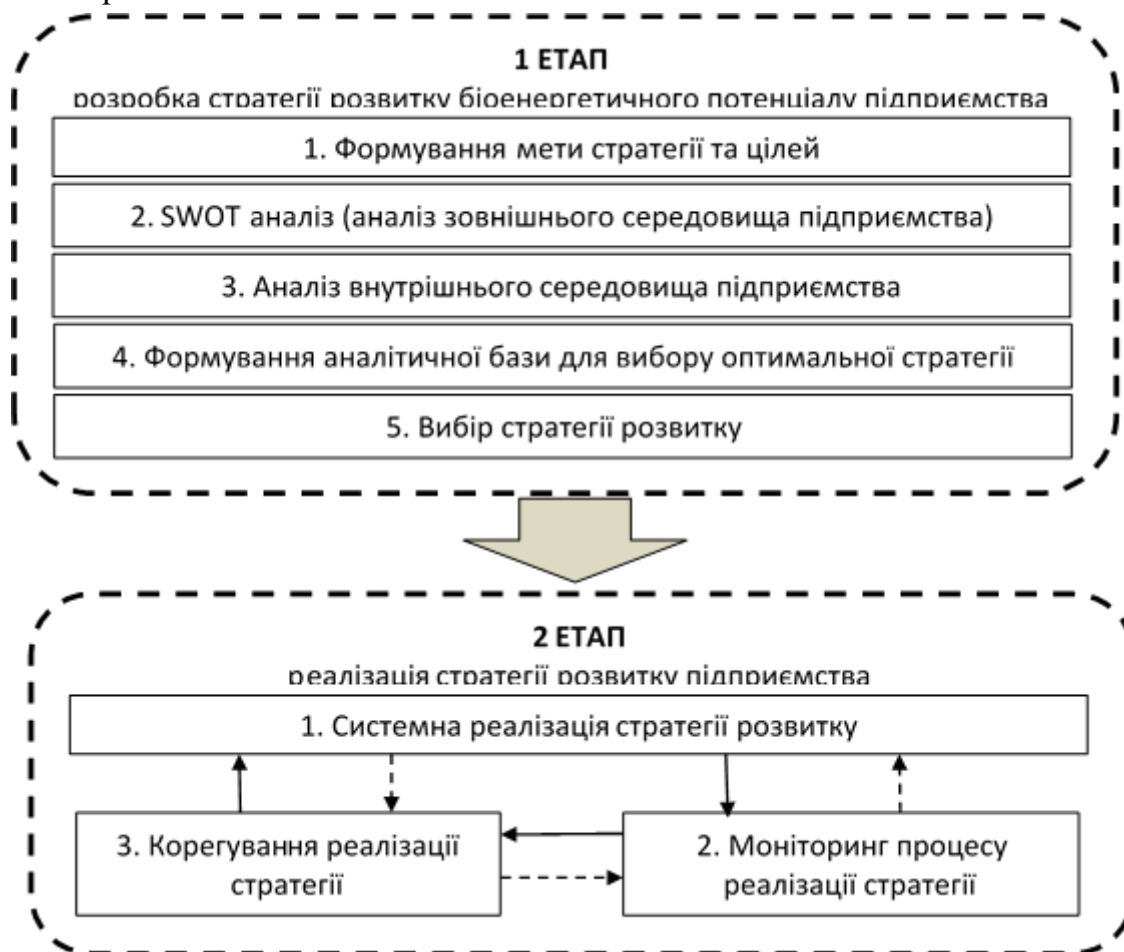 1 ЕТАП
розробка стратегії розвитку біоенергетичного потенціалу підприємства
1. Формування мети стратегії та цілей
2. SWOT аналіз (аналіз зовнішнього середовища підприємства)
3. Аналіз внутрішнього середовища підприємства
4. Формування аналітичної бази для вибору оптимальної стратегії
5. Вибір стратегії розвитку
2 ЕТАП
реалізація стратегії розвитку підприємства
1. Системна реалізація стратегії розвитку
3. Корегування реалізації
стратегії
2. Моніторинг процесу
реалізації стратегії